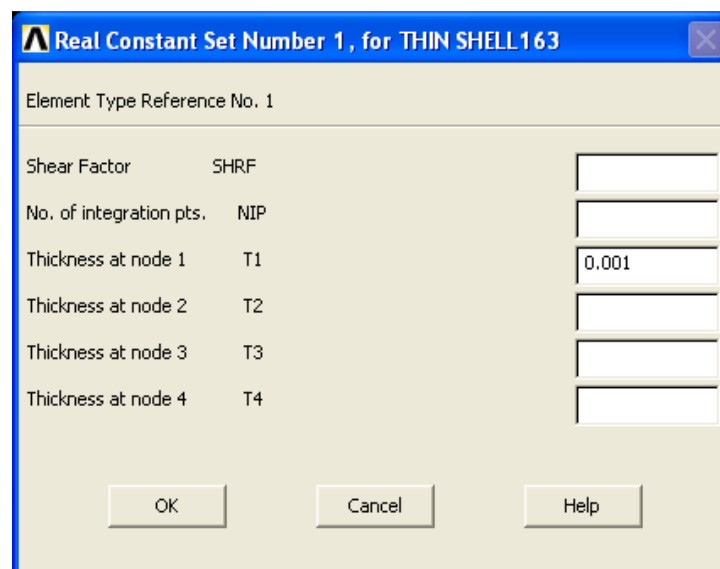 Real Constant Set Number 1, for THIN SHELL163
Element Type Reference No. 1
Shear Factor SHRF
No. of integration pts. NIP
Thickness at node 1 T1 0.001
Thickness at node 2 T2
Thickness at node 3 T3
Thickness at node 4 T4
OK Cancel Help